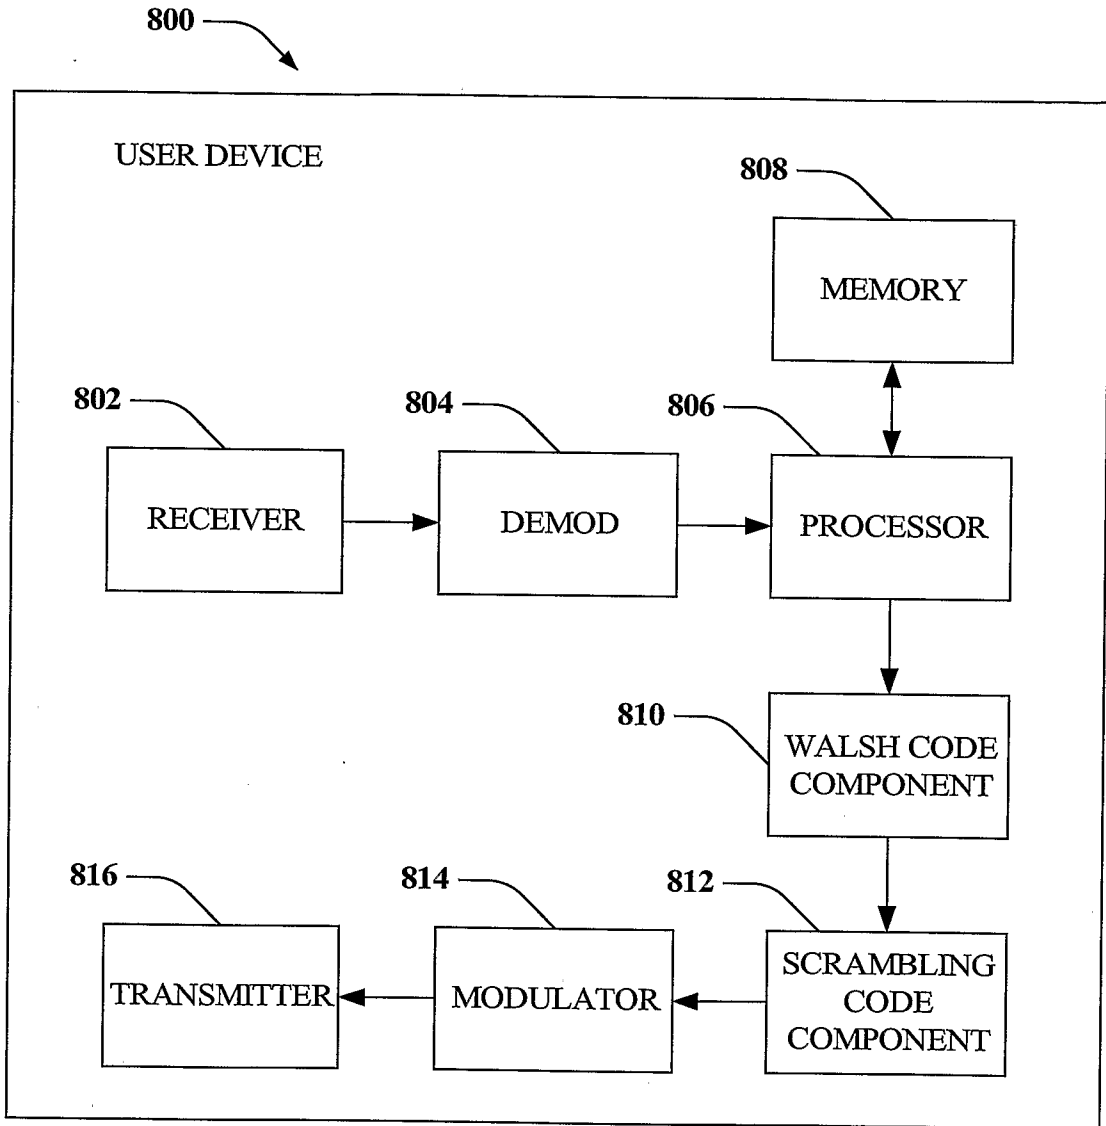 800
USER DEVICE
808
MEMORY
802
804
806
RECEIVER
DEMOD
PROCESSOR
810
WALSH CODE
COMPONENT
816
814
812
TRANSMITTER
MODULATOR
SCRAMBLING
CODE
COMPONENT